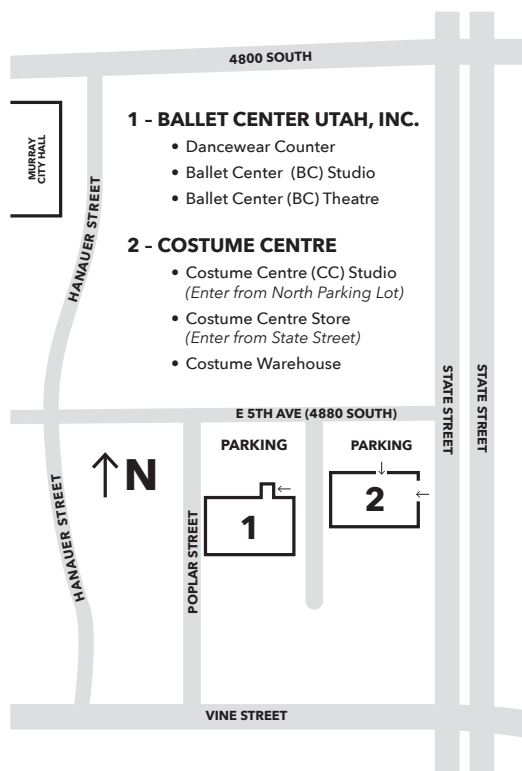 4800 SOUTH
MURRAY
CITY HALL
1 – BALLET CENTER UTAH, INC.
• Dancewear Counter
• Ballet Center (BC) Studio
• Ballet Center (BC) Theatre
HANAUER STREET
2 – COSTUME CENTRE
• Costume Centre (CC) Studio
(Enter from North Parking Lot)
• Costume Centre Store
(Enter from State Street)
• Costume Warehouse
STATE STREET
STATE STREET
E 5TH AVE (4880 SOUTH)
PARKING
PARKING
↑N
HANAUER STREET
POPLAR STREET
1
2
VINE STREET